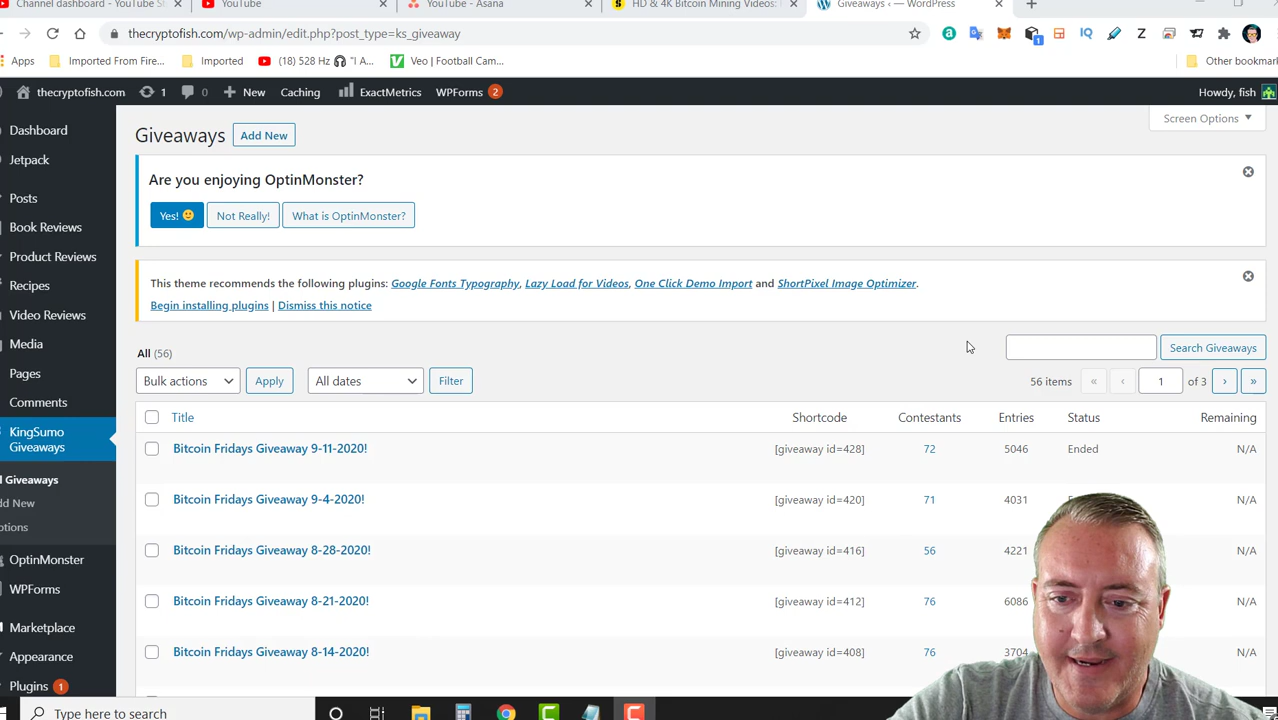 Channel dashboard - YouTube St
YouTube
YouTube - Asana
HD & 4K Bitcoin Mining Videos:
Giveaways ‹ — WordPress
thecryptofish.com/wp-admin/edit.php?post_type=ks_giveaway
Apps Imported From Fire... Imported (18) 528 Hz "I A... Veo | Football Cam... Other bookmar
thecryptofish.com 1 0 New Caching ExactMetrics WPForms 2 Howdy, fish
Screen Options
Dashboard
Jetpack
Posts
Book Reviews
Product Reviews
Recipes
Video Reviews
Media
Pages
Comments
KingSumo
Giveaways
l Giveaways
dd New
ptions
OptinMonster
WPForms
Marketplace
Appearance
Plugins 1
Giveaways Add New
Are you enjoying OptinMonster?
Yes! Not Really! What is OptinMonster?
This theme recommends the following plugins: Google Fonts Typography, Lazy Load for Videos, One Click Demo Import and ShortPixel Image Optimizer.
Begin installing plugins | Dismiss this notice
All (56)
Search Giveaways
Bulk actions Apply All dates Filter 56 items « ‹ 1 of 3 › »
Title Shortcode Contestants Entries Status Remaining
Bitcoin Fridays Giveaway 9-11-2020! [giveaway id=428] 72 5046 Ended N/A
Bitcoin Fridays Giveaway 9-4-2020! [giveaway id=420] 71 4031 N/A
Bitcoin Fridays Giveaway 8-28-2020! [giveaway id=416] 56 4221 N/A
Bitcoin Fridays Giveaway 8-21-2020! [giveaway id=412] 76 6086 N/A
Bitcoin Fridays Giveaway 8-14-2020! [giveaway id=408] 76 3704 N/A
Type here to search